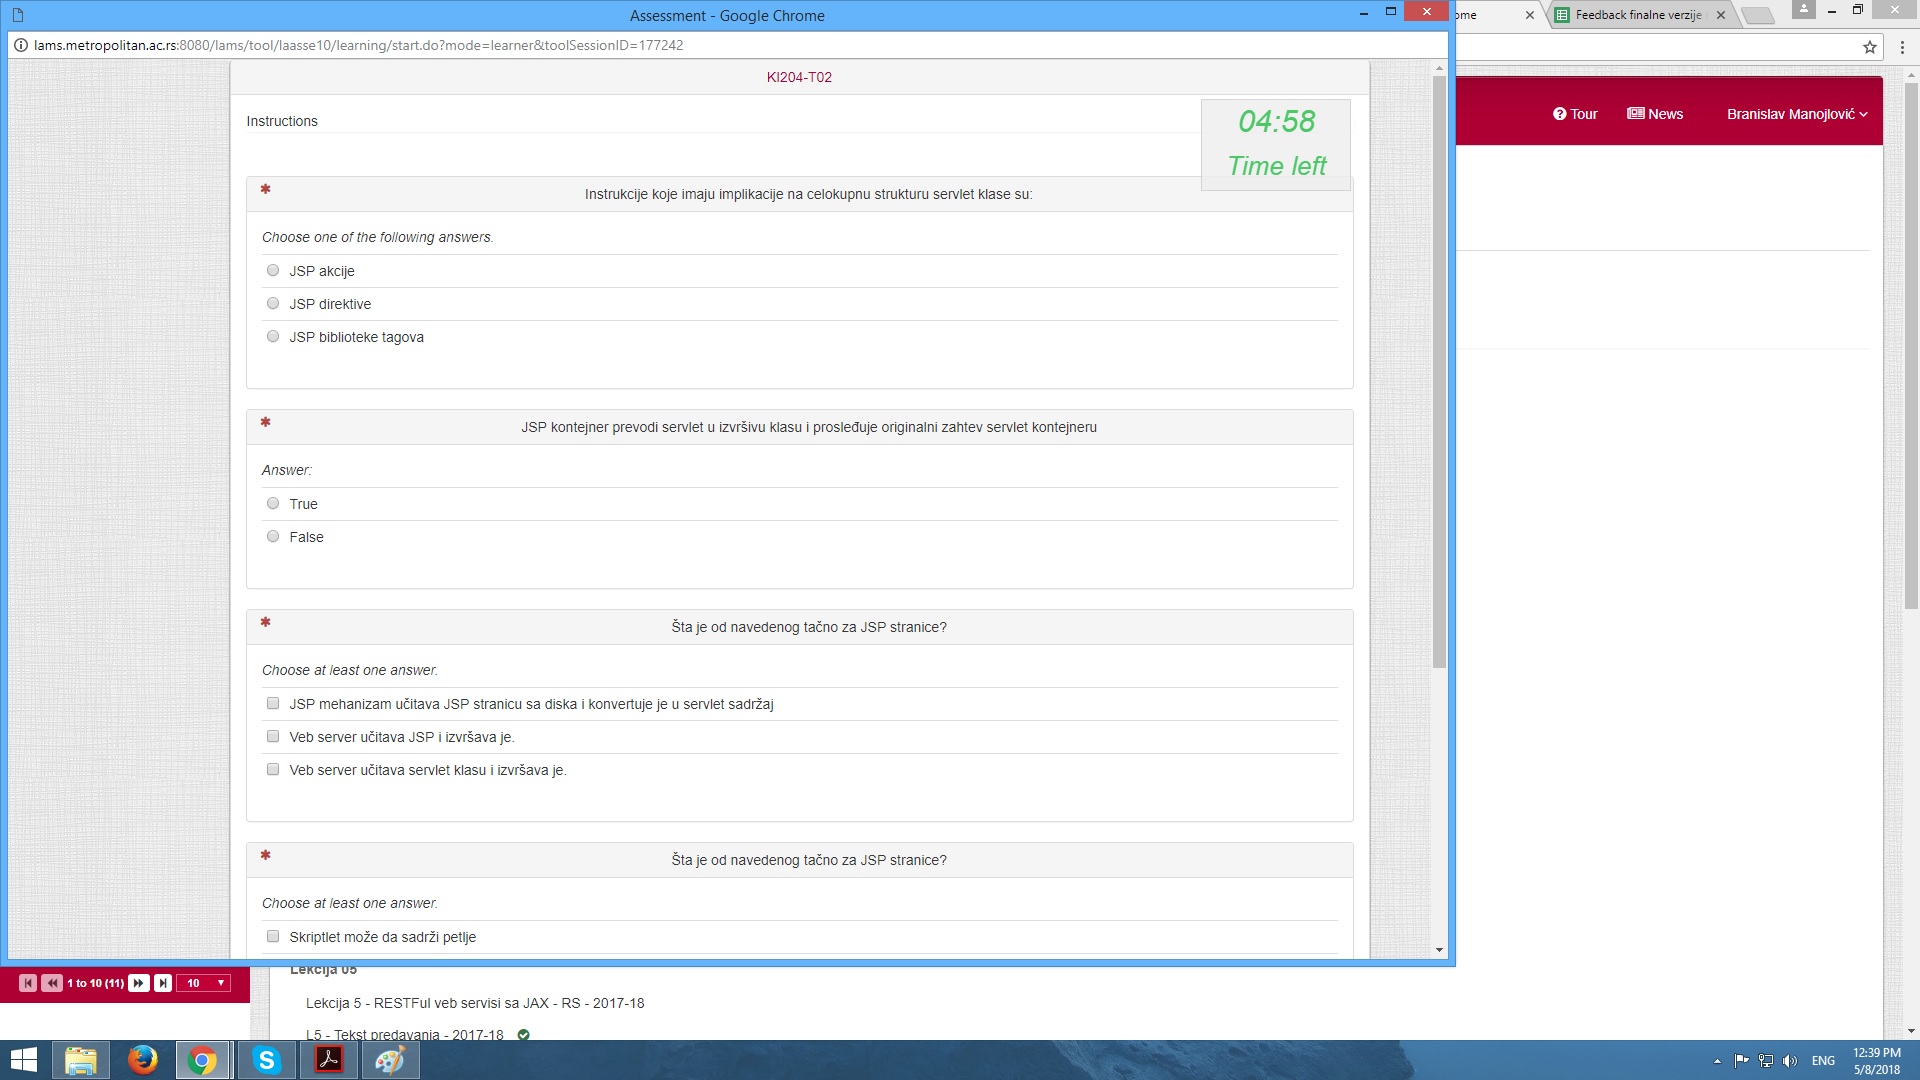 Assessment - Google Chrome
ome
Feedback finalne verzije
lams.metropolitan.ac.rs:8080/lams/tool/laasse10/learning/start.do?mode=learner&toolSessionID=177242
KI204-T02
Tour
News
Branislav Manojlović
Instructions
04:58
Time left
Instrukcije koje imaju implikacije na celokupnu strukturu servlet klase su:
Choose one of the following answers.
JSP akcije
JSP direktive
JSP biblioteke tagova
JSP kontejner prevodi servlet u izvršivu klasu i prosleđuje originalni zahtev servlet kontejneru
Answer:
True
False
Šta je od navedenog tačno za JSP stranice?
Choose at least one answer.
JSP mehanizam učitava JSP stranicu sa diska i konvertuje je u servlet sadržaj
Veb server učitava JSP i izvršava je.
Veb server učitava servlet klasu i izvršava je.
Šta je od navedenog tačno za JSP stranice?
Choose at least one answer.
Skriptlet može da sadrži petlje
Lekcija 05
1 to 10 (11)
10
Lekcija 5 - RESTFul veb servisi sa JAX - RS - 2017-18
L5 - Tekst predavanja - 2017-18
ENG
12:39 PM
5/8/2018